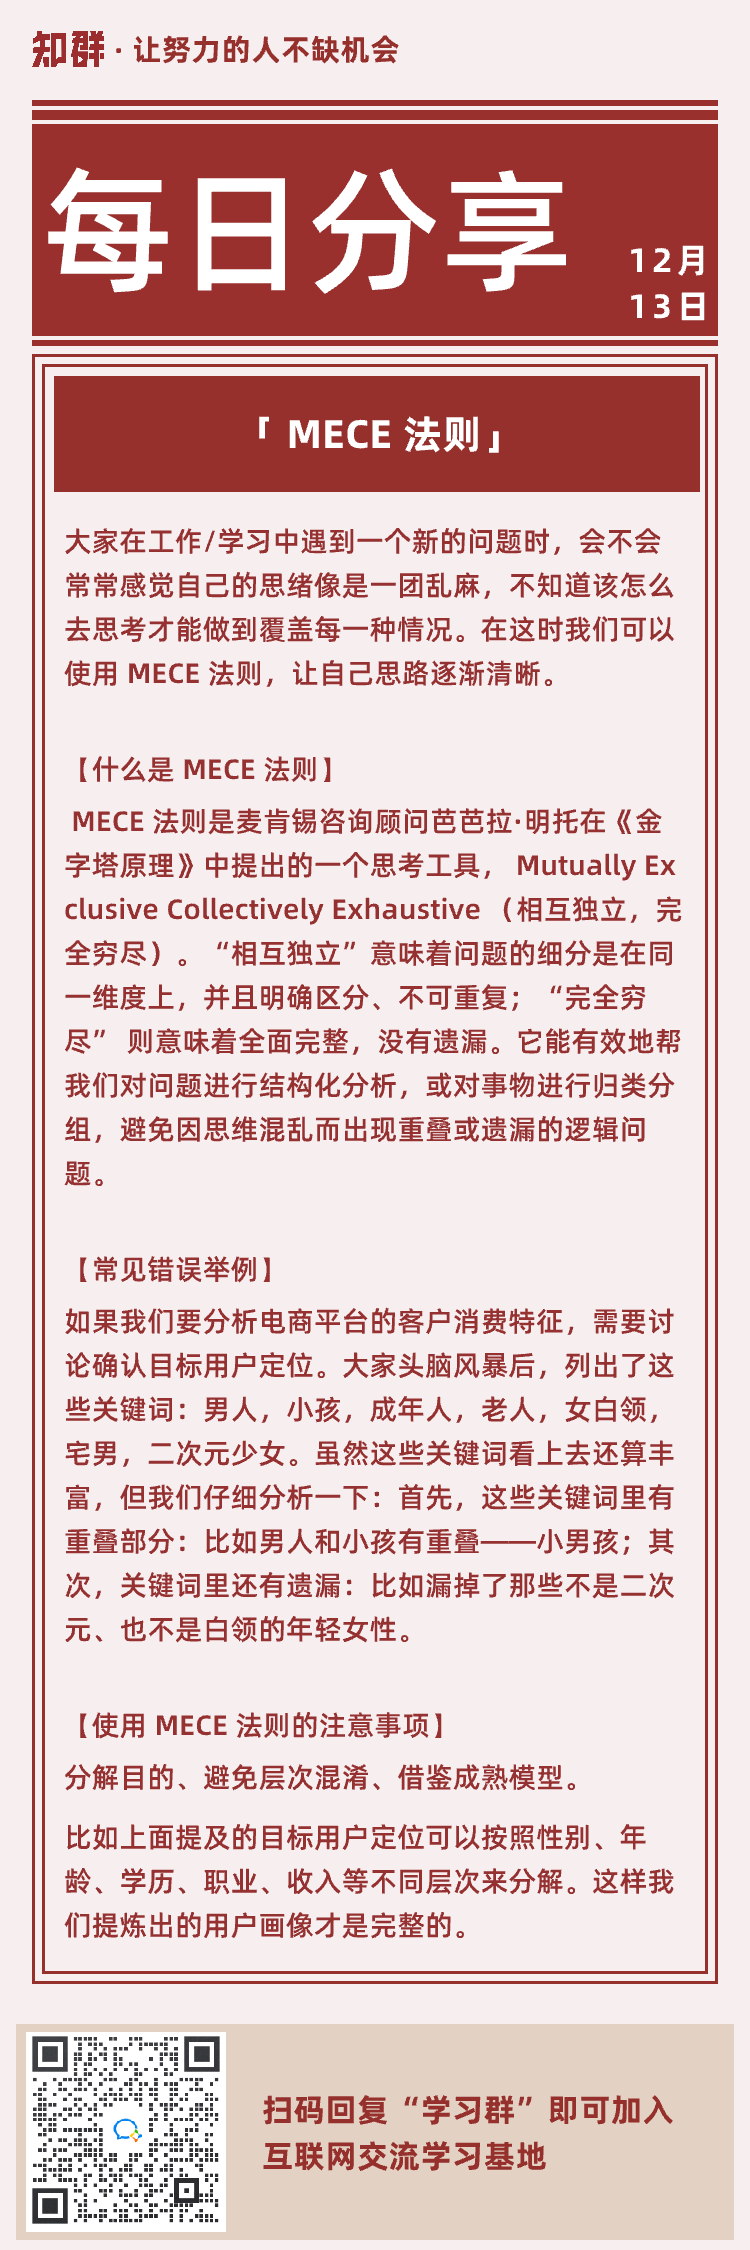 知群 · 让努力的人不缺机会
每日分享
12月
13日
「 MECE 法则」
大家在工作/学习中遇到一个新的问题时，会不会
常常感觉自己的思绪像是一团乱麻，不知道该怎么
去思考才能做到覆盖每一种情况。在这时我们可以
使用 MECE 法则，让自己思路逐渐清晰。
【什么是 MECE 法则】
MECE 法则是麦肯锡咨询顾问芭芭拉·明托在《金
字塔原理》中提出的一个思考工具， Mutually Ex
clusive Collectively Exhaustive （相互独立，完
全穷尽）。 “相互独立” 意味着问题的细分是在同
一维度上，并且明确区分、不可重复； “完全穷
尽” 则意味着全面完整，没有遗漏。它能有效地帮
我们对问题进行结构化分析，或对事物进行归类分
组，避免因思维混乱而出现重叠或遗漏的逻辑问
题。
【常见错误举例】
如果我们要分析电商平台的客户消费特征，需要讨
论确认目标用户定位。大家头脑风暴后，列出了这
些关键词：男人，小孩，成年人，老人，女白领，
宅男，二次元少女。虽然这些关键词看上去还算丰
富，但我们仔细分析一下：首先，这些关键词里有
重叠部分：比如男人和小孩有重叠——小男孩；其
次，关键词里还有遗漏：比如漏掉了那些不是二次
元、也不是白领的年轻女性。
【使用 MECE 法则的注意事项】
分解目的、避免层次混淆、借鉴成熟模型。
比如上面提及的目标用户定位可以按照性别、年
龄、学历、职业、收入等不同层次来分解。这样我
们提炼出的用户画像才是完整的。
扫码回复 “学习群” 即可加入
互联网交流学习基地